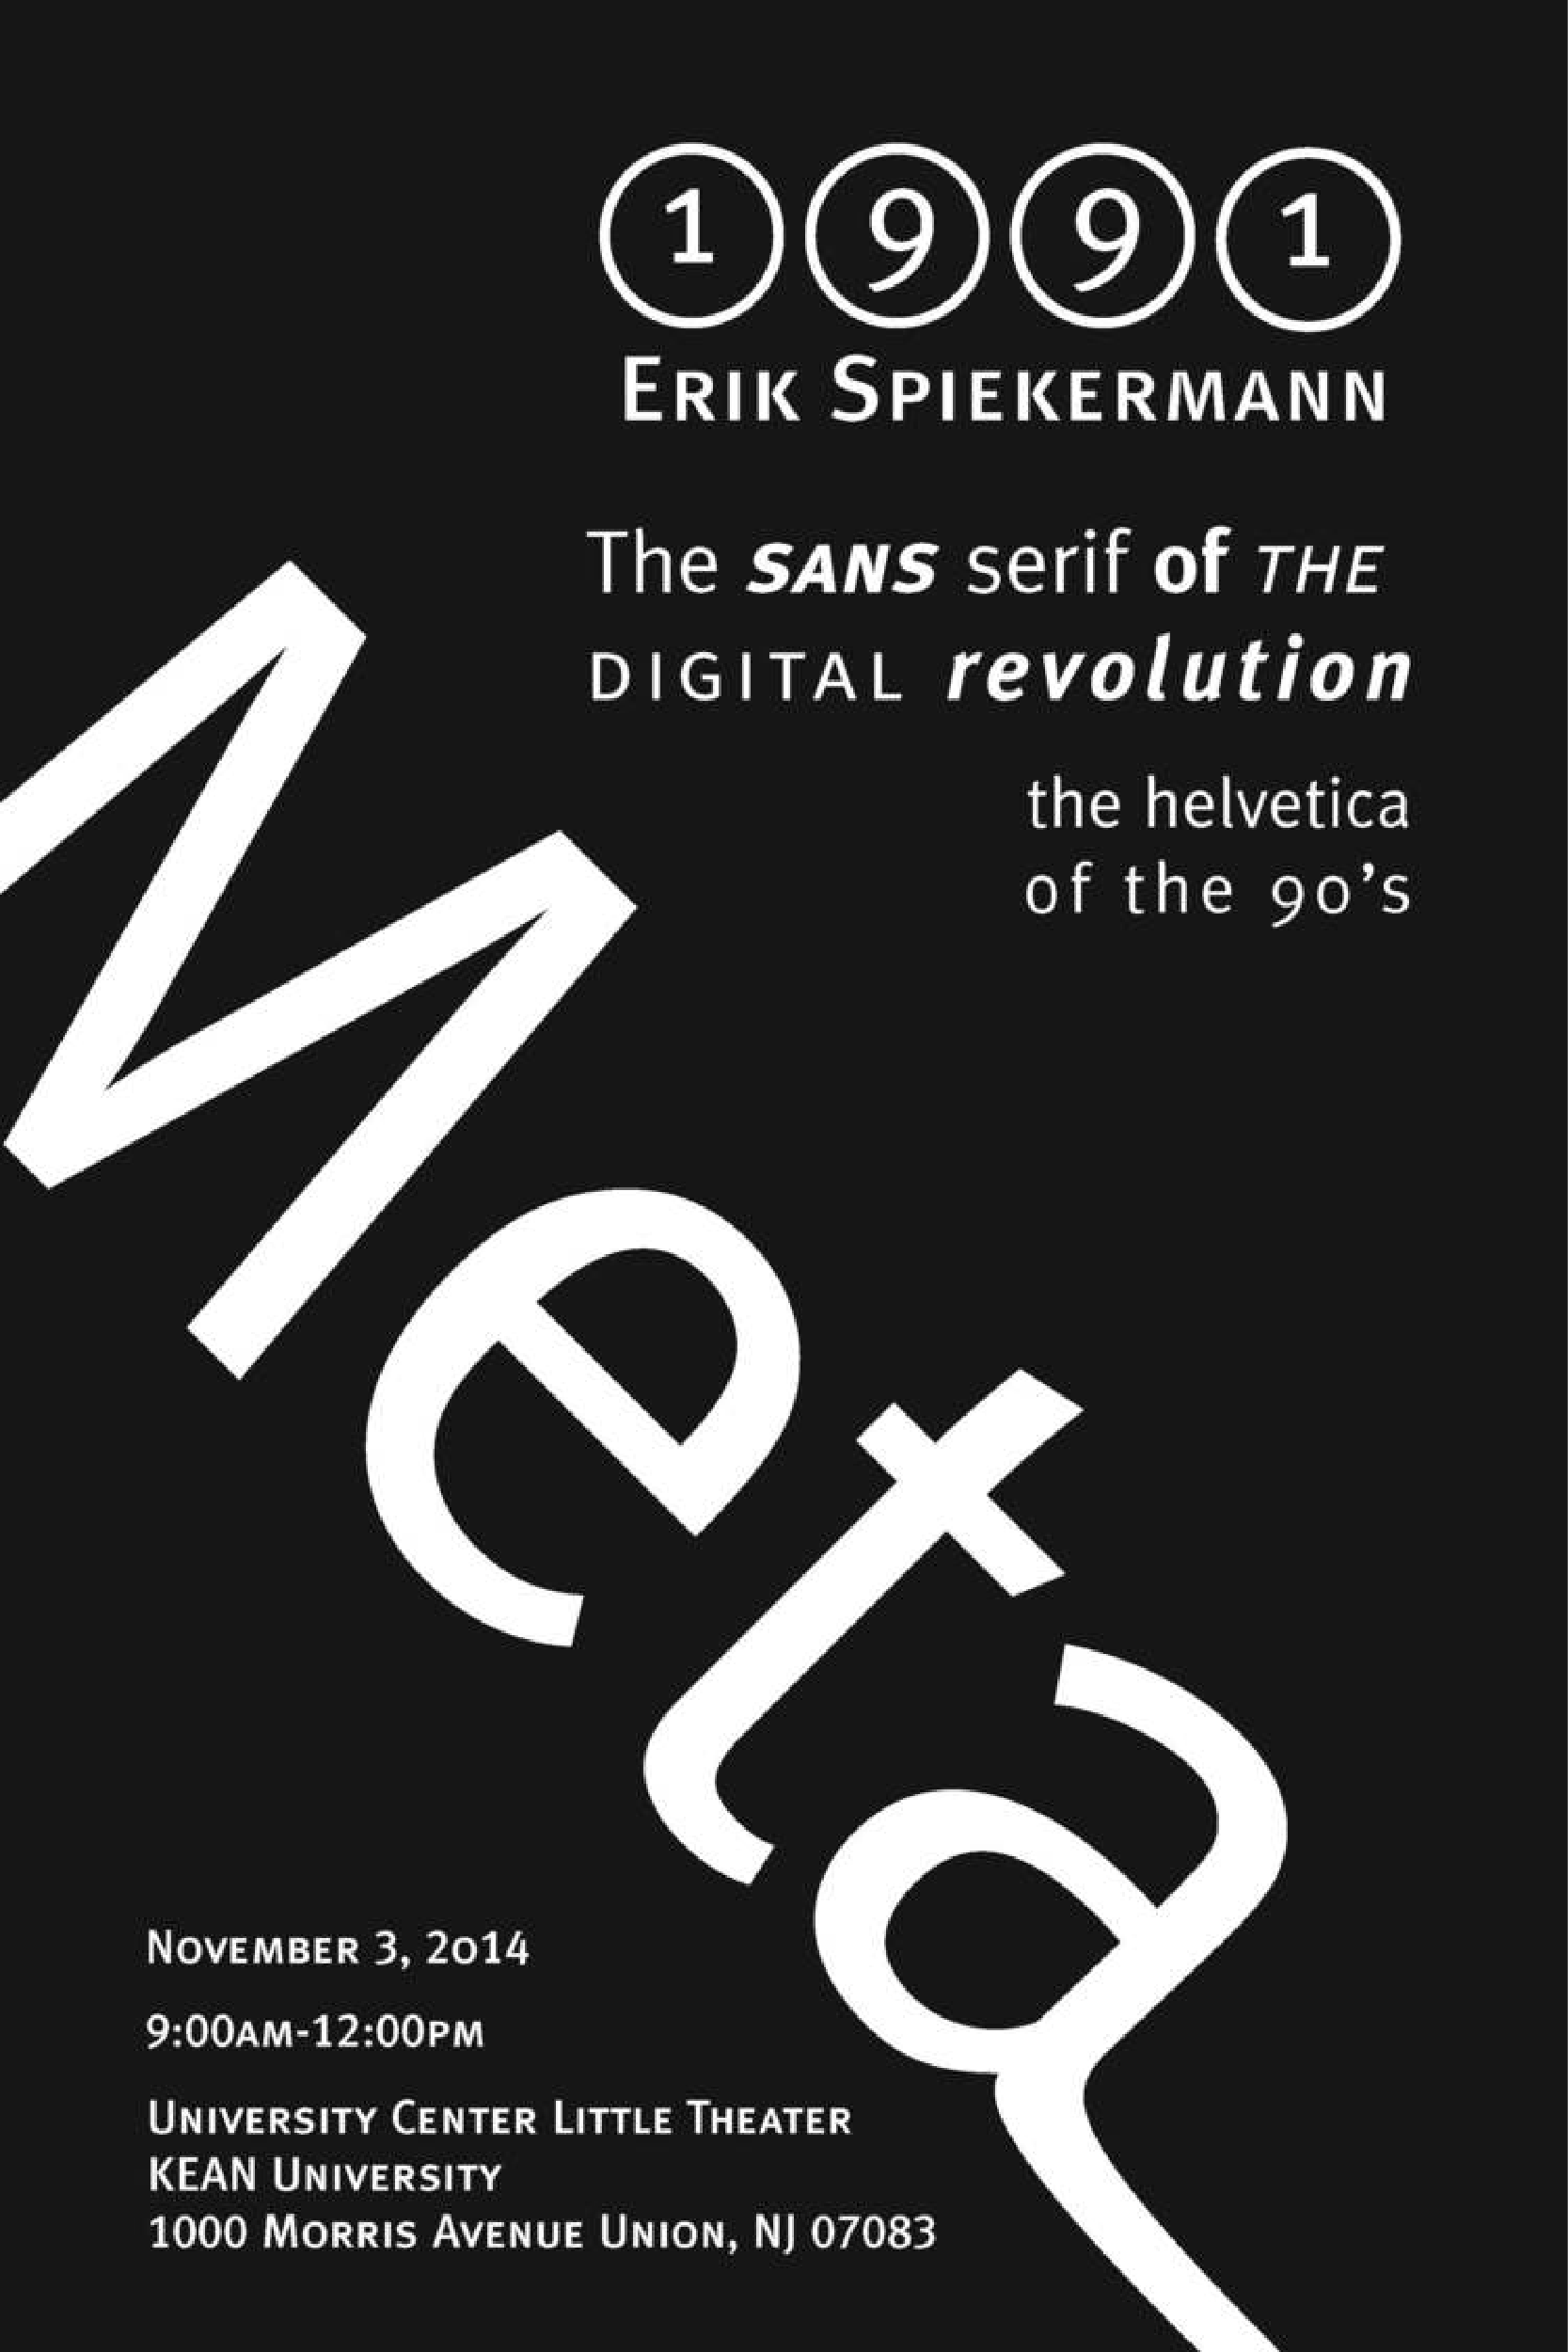 1991
Erik Spiekermann
The SANS serif of THE
DIGITAL revolution
the helvetica
of the 90's
Meta
November 3, 2014
9:00am-12:00pm
University Center Little Theater
KEAN University
1000 Morris Avenue Union, NJ 07083